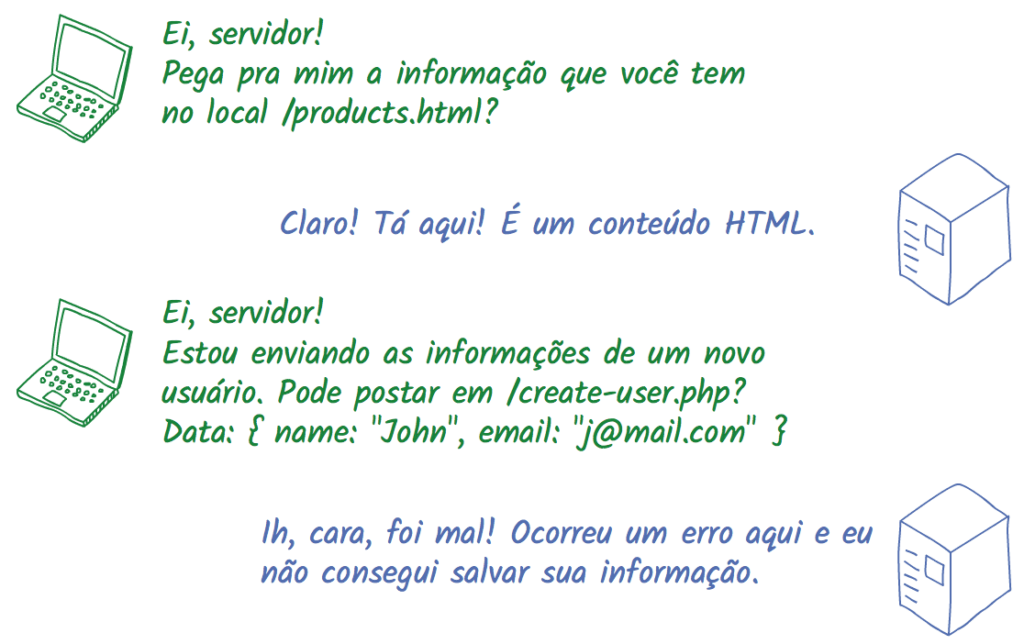 Ei, servidor!
Pega pra mim a informação que você tem
no local /products.html?
Claro! Tá aqui! É um conteúdo HTML.
Ei, servidor!
Estou enviando as informações de um novo
usuário. Pode postar em /create-user.php?
Data: { name: "John", email: "j@mail.com" }
Ih, cara, foi mal! Ocorreu um erro aqui e eu
não consegui salvar sua informação.